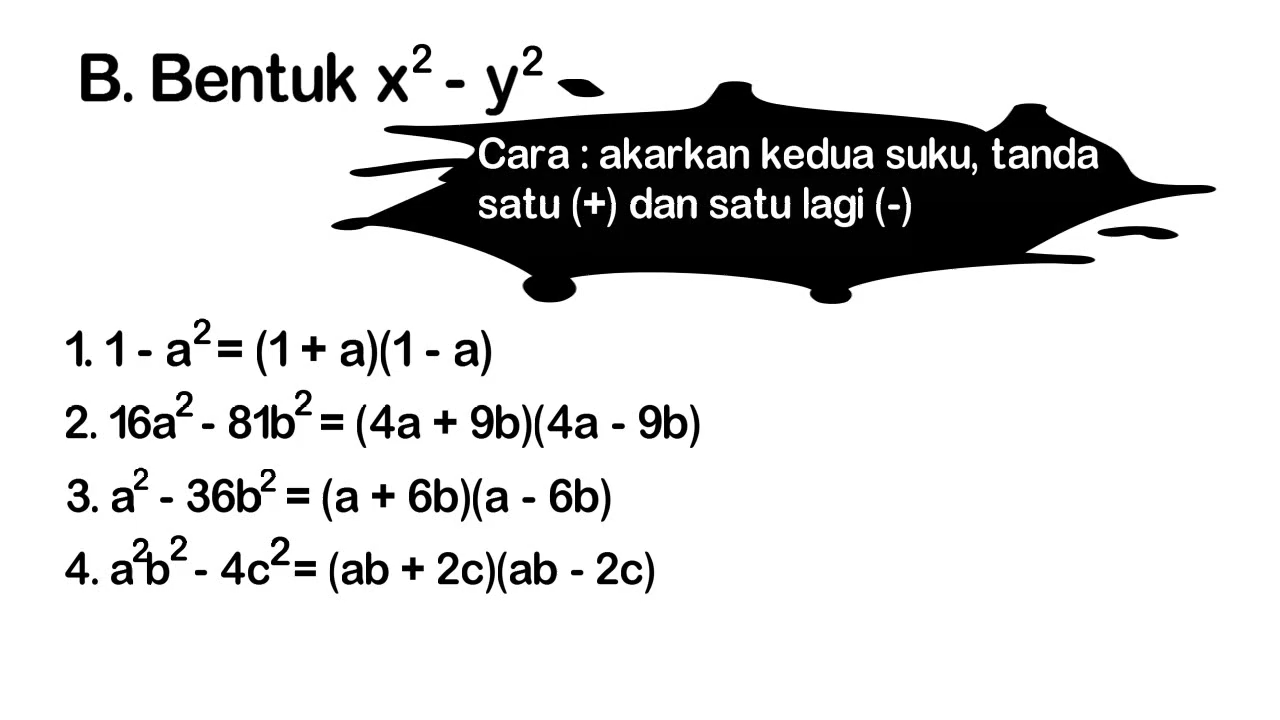 B. Bentuk x² - y²
Cara : akarkan kedua suku, tanda
satu (+) dan satu lagi (-)
1. 1 - a² = (1 + a)(1 - a)
2. 16a² - 81b² = (4a + 9b)(4a - 9b)
3. a² - 36b² = (a + 6b)(a - 6b)
4. a²b² - 4c² = (ab + 2c)(ab - 2c)